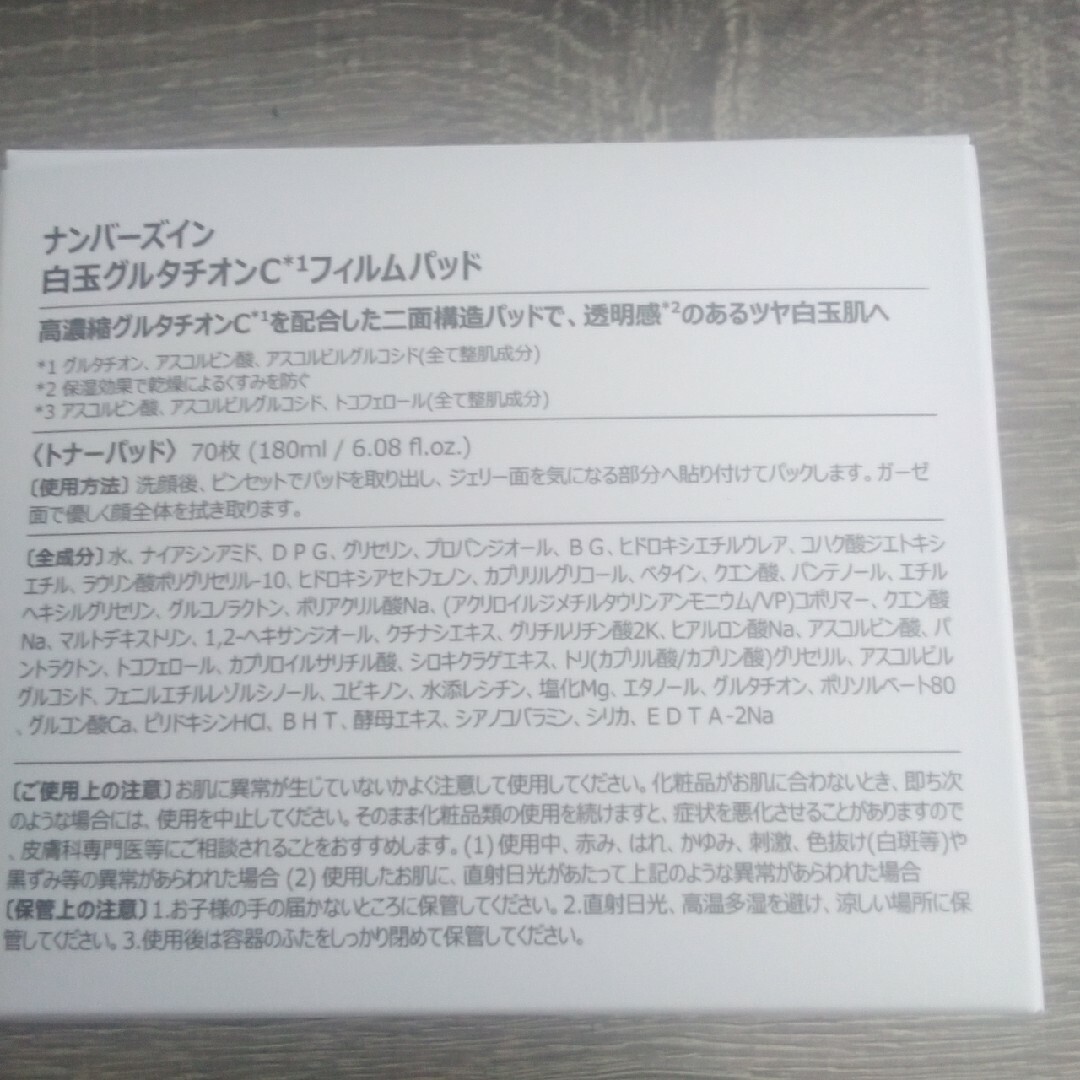 ナンバーズイン
白玉グルタチオンC*1フィルムパッド
高濃縮グルタチオンC*1を配合した二面構造パッドで、透明感*2のあるツヤ白玉肌へ
*1 グルタチオン、アスコルビン酸、アスコルビルグルコシド(全て整肌成分)
*2 保湿効果で乾燥によるくすみを防ぐ
*3 アスコルビン酸、アスコルビルグルコシド、トコフェロール(全て整肌成分)
〈トナーパッド〉 70枚 (180ml / 6.08 fl.oz.)
〔使用方法〕洗顔後、ピンセットでパッドを取り出し、ジェリー面を気になる部分へ貼り付けてパックします。ガーゼ
面で優しく顔全体を拭き取ります。
〔全成分〕水、ナイアシンアミド、ＤＰＧ、グリセリン、プロパンジオール、ＢＧ、ヒドロキシエチルウレア、コハク酸ジエトキシ
エチル、ラウリン酸ポリグリセリル-10、ヒドロキシアセトフェノン、カプリルグリコール、ベタイン、クエン酸、パンテノール、エチル
ヘキシルグリセリン、グルコノラクトン、ポリアクリル酸Na、(アクリロイルジメチルタウリンアンモニウム/VP)コポリマー、クエン酸
Na、マルトデキストリン、1,2-ヘキサンジオール、クチナシエキス、グリチルリチン酸2K、ヒアルロン酸Na、アスコルビン酸、パ
ントラクトン、トコフェロール、カプロイルサリチル酸、シロキクラゲエキス、トリ(カプリル酸/カプリン酸)グリセリル、アスコルビル
グルコシド、フェニルエチルレゾルシノール、ユビキノン、水添レシチン、塩化Mg、エタノール、グルタチオン、ポリソルベート80
、グルコン酸Ca、ピリドキシンHCl、ＢＨＴ、酵母エキス、シアノコバラミン、シリカ、ＥＤＴＡ-2Na
〔ご使用上の注意〕お肌に異常が生じていないかよく注意して使用してください。化粧品がお肌に合わないとき、即ち次
のような場合には、使用を中止してください。そのまま化粧品類の使用を続けますと、症状を悪化させることがありますので
、皮膚科専門医等にご相談されることをおすすめします。(1) 使用中、赤み、はれ、かゆみ、刺激、色抜け(白斑等)や
黒ずみ等の異常があらわれた場合 (2) 使用したお肌に、直射日光があたって上記のような異常があらわれた場合
〔保管上の注意〕1.お子様の手の届かないところに保管してください。2.直射日光、高温多湿を避け、涼しい場所に保
管してください。3.使用後は容器のふたをしっかり閉めて保管してください。